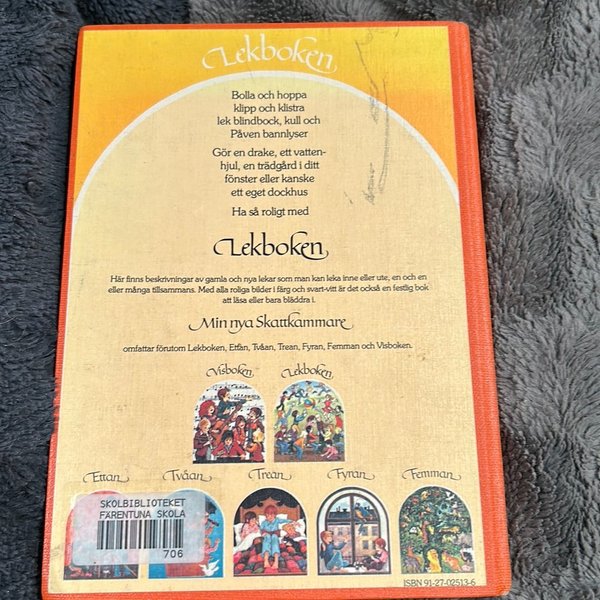 Lekboken
Bolla och hoppa
klipp och klistra
lek blindbock, kull och
Påven bannlyser
Gör en drake, ett vatten-
hjul, en trädgård i ditt
fönster eller kanske
ett eget dockhus
Ha så roligt med
Lekboken
Här finns beskrivningar av gamla och nya lekar som man kan leka inne eller ute, en och en
eller många tillsammans. Med alla roliga bilder i färg och svart-vitt är det också en festlig bok
att läsa eller bara bläddra i.
Min nya Skattkammare
omfattar förutom Lekboken, Ettan, Tvåan, Trean, Fyran, Femman och Visboken.
Visboken Lekboken
Ettan Tvåan Trean Fyran Femman
SKOLBIBLIOTEKET
FÄRENTUNA SKOLA
706
ISBN 91-27-02513-6